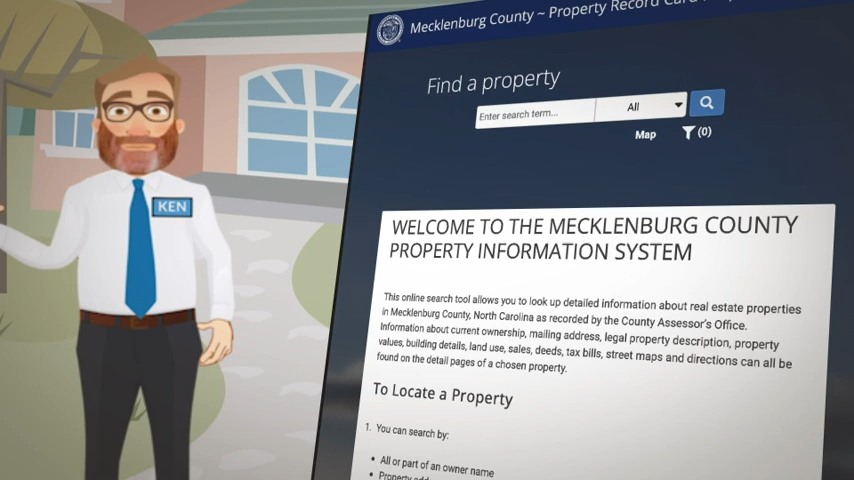 KEN
Mecklenburg County ~ Property Record Card
Find a property
Enter search term...
All
Map
(0)
WELCOME TO THE MECKLENBURG COUNTY
PROPERTY INFORMATION SYSTEM
This online search tool allows you to look up detailed information about real estate properties
in Mecklenburg County, North Carolina as recorded by the County Assessor's Office.
Information about current ownership, mailing address, legal property description, property
values, building details, land use, sales, deeds, tax bills, street maps and directions can all be
found on the detail pages of a chosen property.
To Locate a Property
1. You can search by:
• All or part of an owner name
• Property